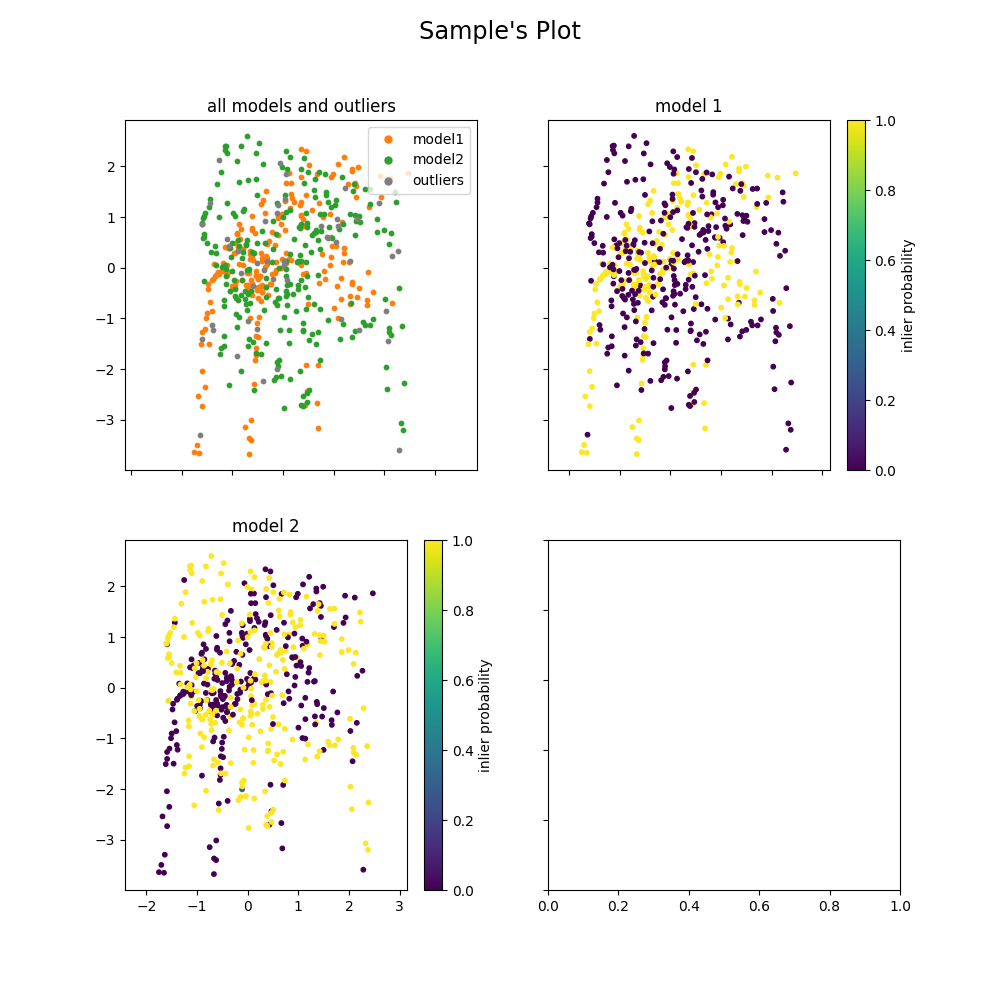 Sample's Plot
all models and outliers
model1
model2
outliers
2
1
0
−1
−2
−3
model 1
1.0
0.8
0.6
0.4
0.2
0.0
inlier probability
model 2
2
1
0
−1
−2
−3
−2 −1 0 1 2 3
1.0
0.8
0.6
0.4
0.2
0.0
inlier probability
0.0 0.2 0.4 0.6 0.8 1.0